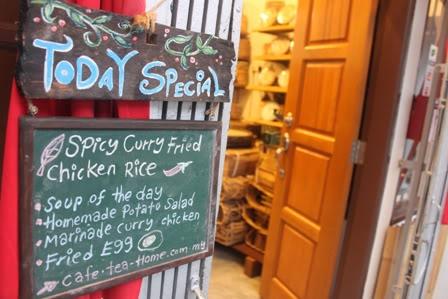 Today Special
Spicy Curry Fried
Chicken Rice
Soup of the day
Homemade Potato Salad
Marinade curry chicken
Fried E99
cafe.tea-Home.com.my